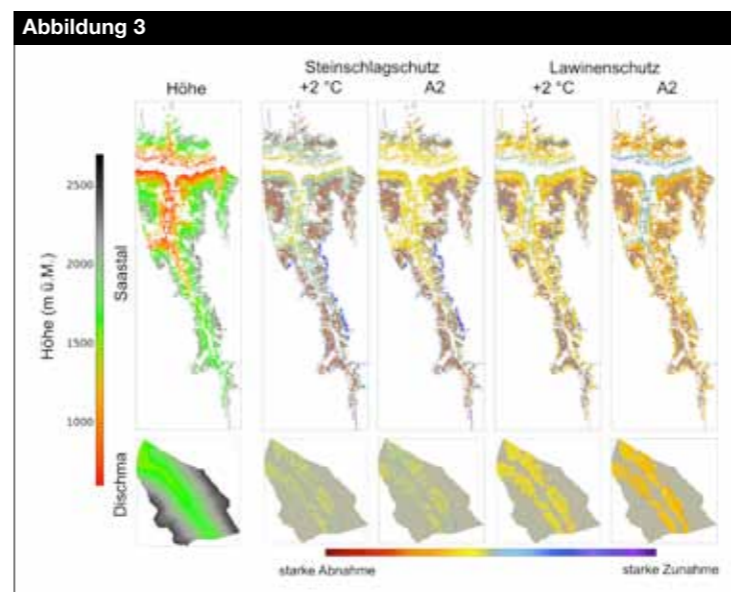 Abbildung 3
Steinschlagschutz Lawinenschutz
Höhe +2 °C A2 +2 °C A2
Höhe (m ü.M.)
2500
2000
1500
1000
Saastal
Dischma
starke Abnahme starke Zunahme